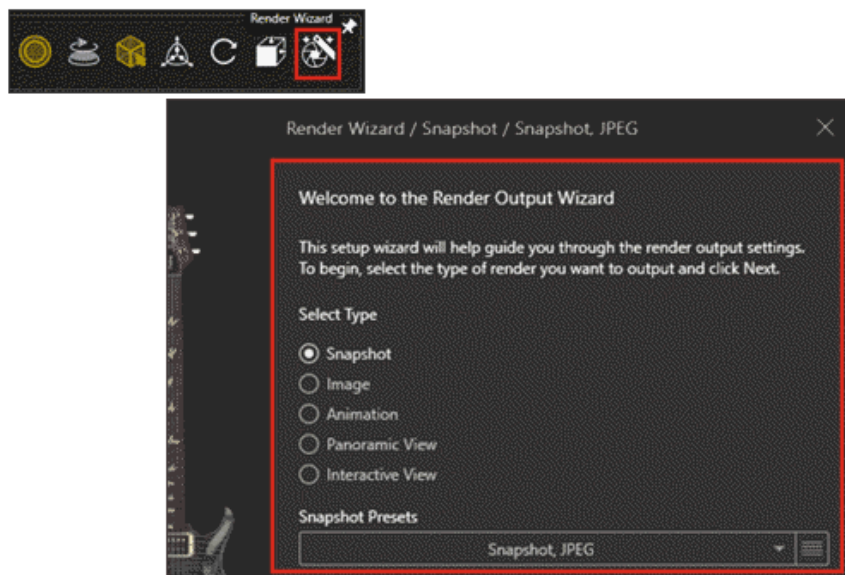 Render Wizard
Render Wizard / Snapshot / Snapshot, JPEG
Welcome to the Render Output Wizard
This setup wizard will help guide you through the render output settings.
To begin, select the type of render you want to output and click Next.
Select Type
Snapshot
Image
Animation
Panoramic View
Interactive View
Snapshot Presets
Snapshot, JPEG